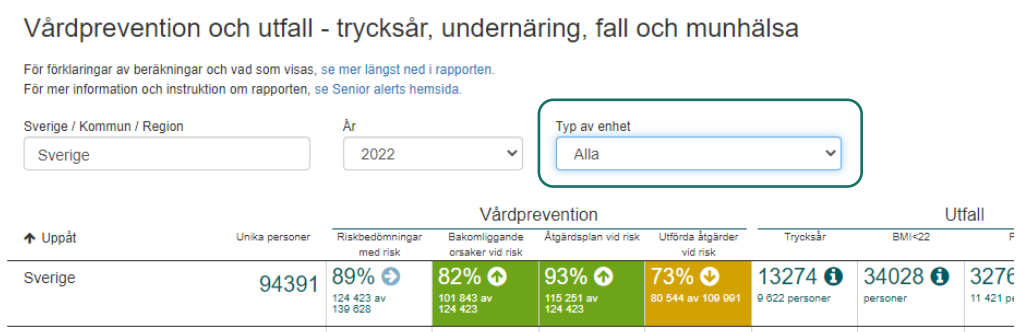 Vårdprevention och utfall - trycksår, undernäring, fall och munhälsa
För förklaringar av beräkningar och vad som visas, se mer längst ned i rapporten.
För mer information och instruktion om rapporten, se Senior alerts hemsida.
Sverige / Kommun / Region
År
Typ av enhet
Sverige
2022
Alla
Vårdprevention
Utfall
Uppåt
Unika personer
Riskbedömningar med risk
Bakomliggande orsaker vid risk
Åtgärdsplan vid risk
Utförda åtgärder vid risk
Trycksår
BMI<22
F
Sverige
94391
89%
124 423 av
139 628
82%
101 843 av
124 423
93%
115 251 av
124 423
73%
80 544 av 109 991
13274
9 622 personer
34028
personer
3276
11 421 pe